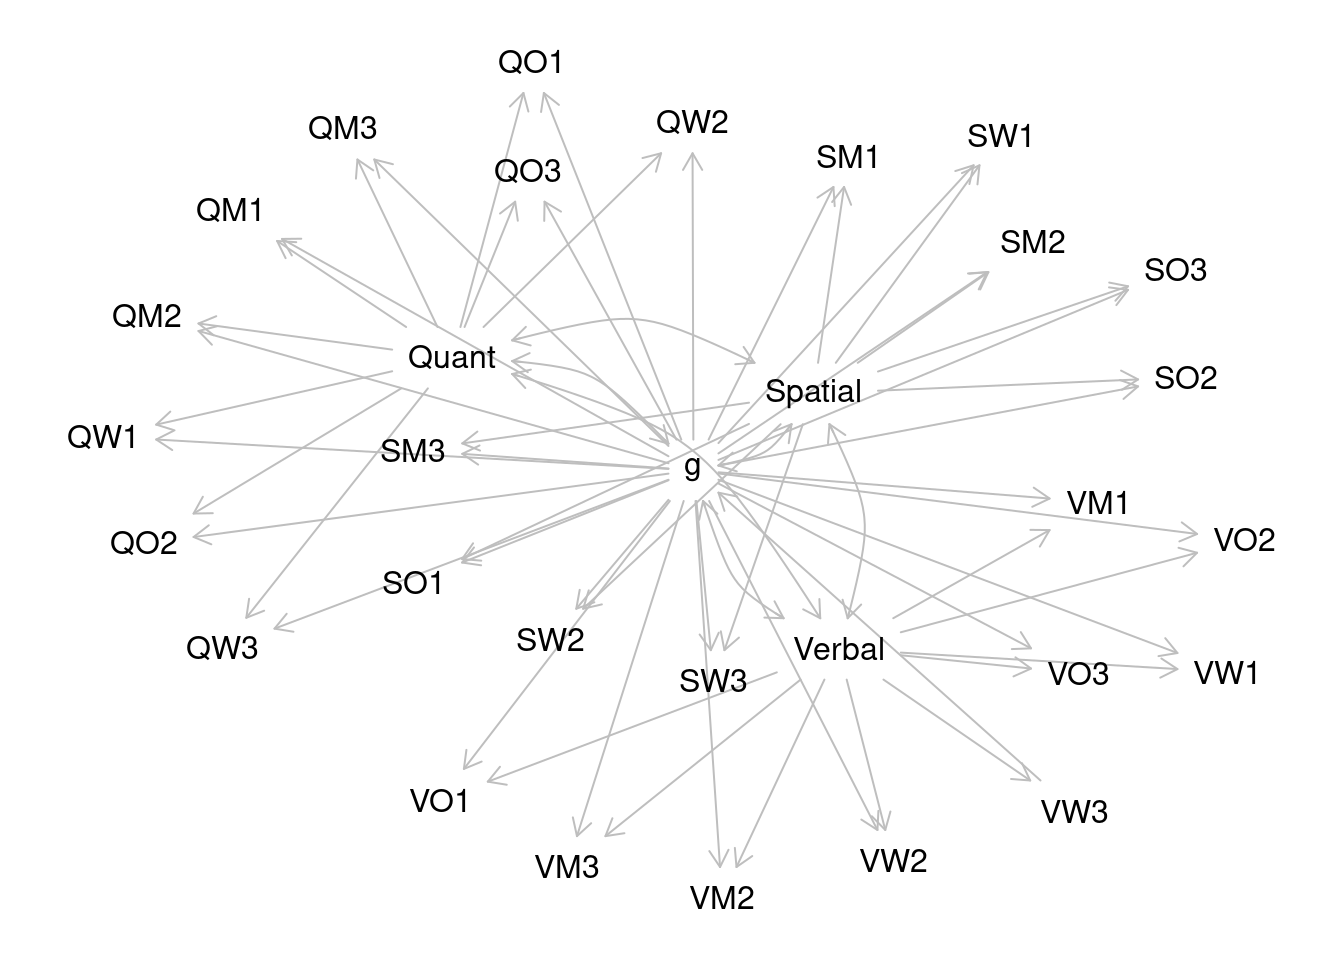 QO1
QW2
QM3
SW1
SM1
QO3
QM1
SM2
SO3
QM2
Quant
SO2
Spatial
QW1
SM3
g
VM1
VO2
QO2
SO1
SW2
QW3
Verbal
VO3
VW1
SW3
VO1
VW3
VW2
VM3
VM2